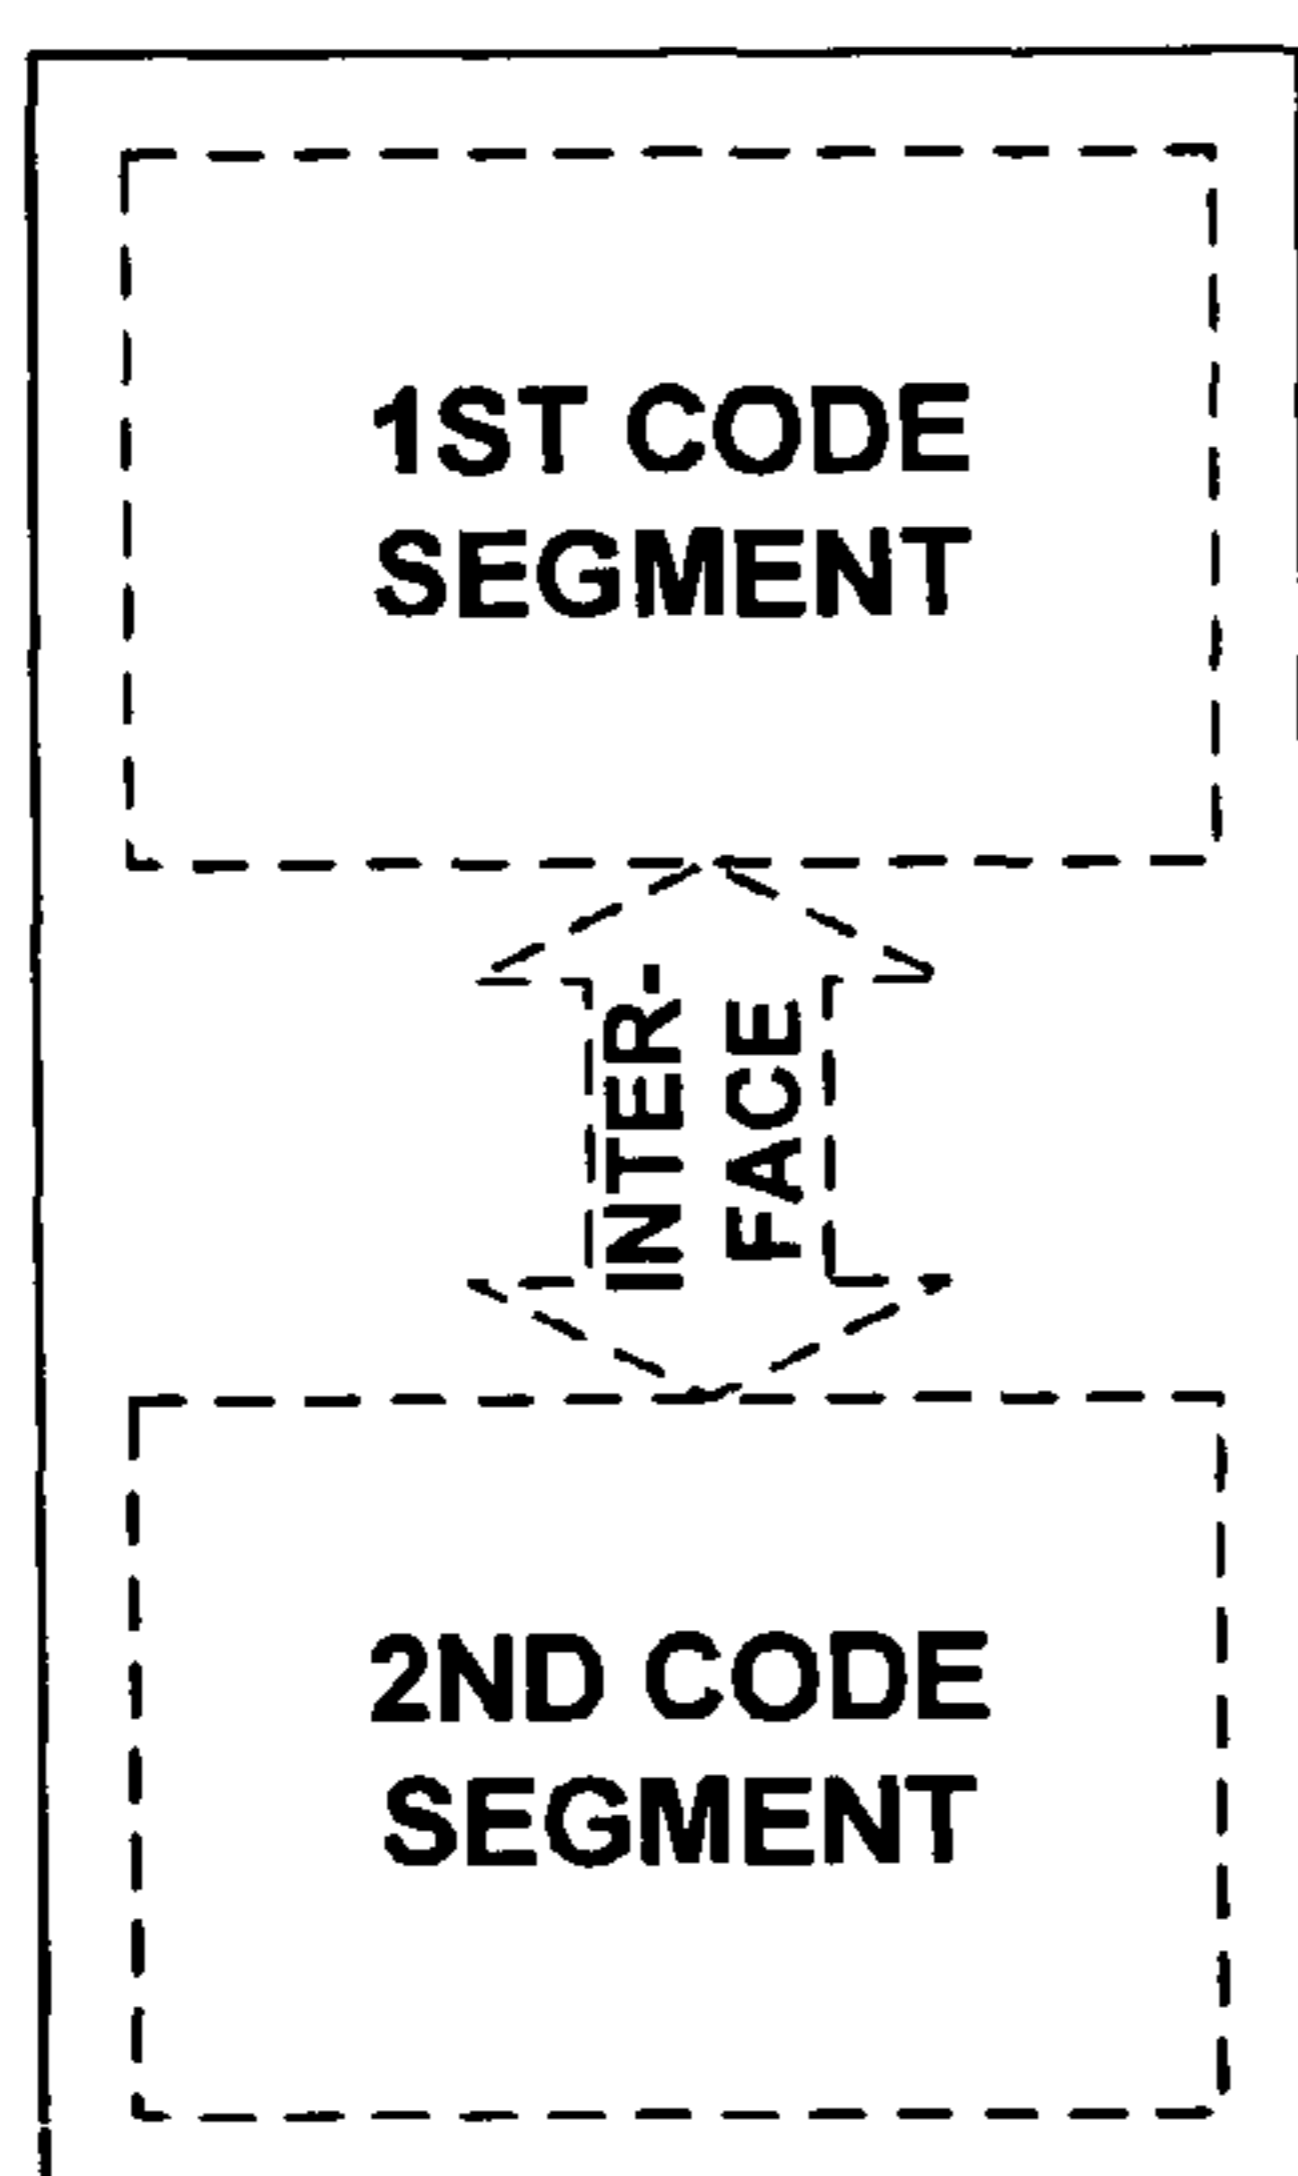 1ST CODE
SEGMENT
INTER-
FACE
2ND CODE
SEGMENT